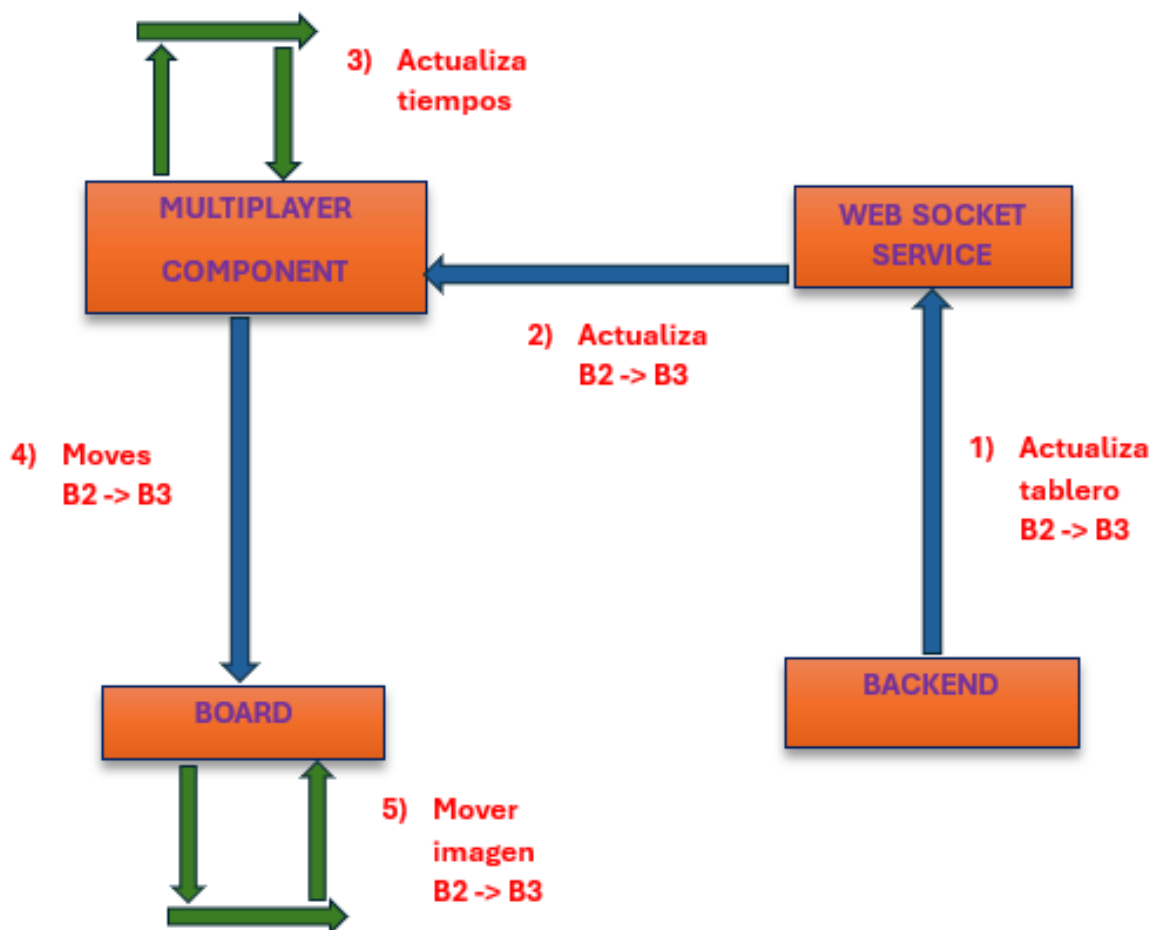 3) Actualiza
tiempos
MULTIPLAYER
COMPONENT
WEB SOCKET
SERVICE
2) Actualiza
B2 -> B3
4) Moves
B2 -> B3
1) Actualiza
tablero
B2 -> B3
BOARD
BACKEND
5) Mover
imagen
B2 -> B3